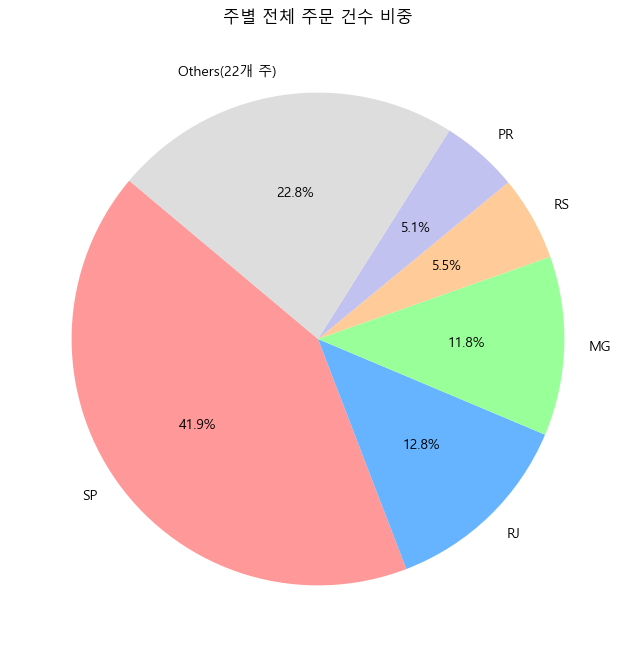 주별 전체 주문 건수 비중
Others(22개 주)
PR
RS
22.8%
5.1%
5.5%
11.8%
MG
41.9%
12.8%
SP
RJ